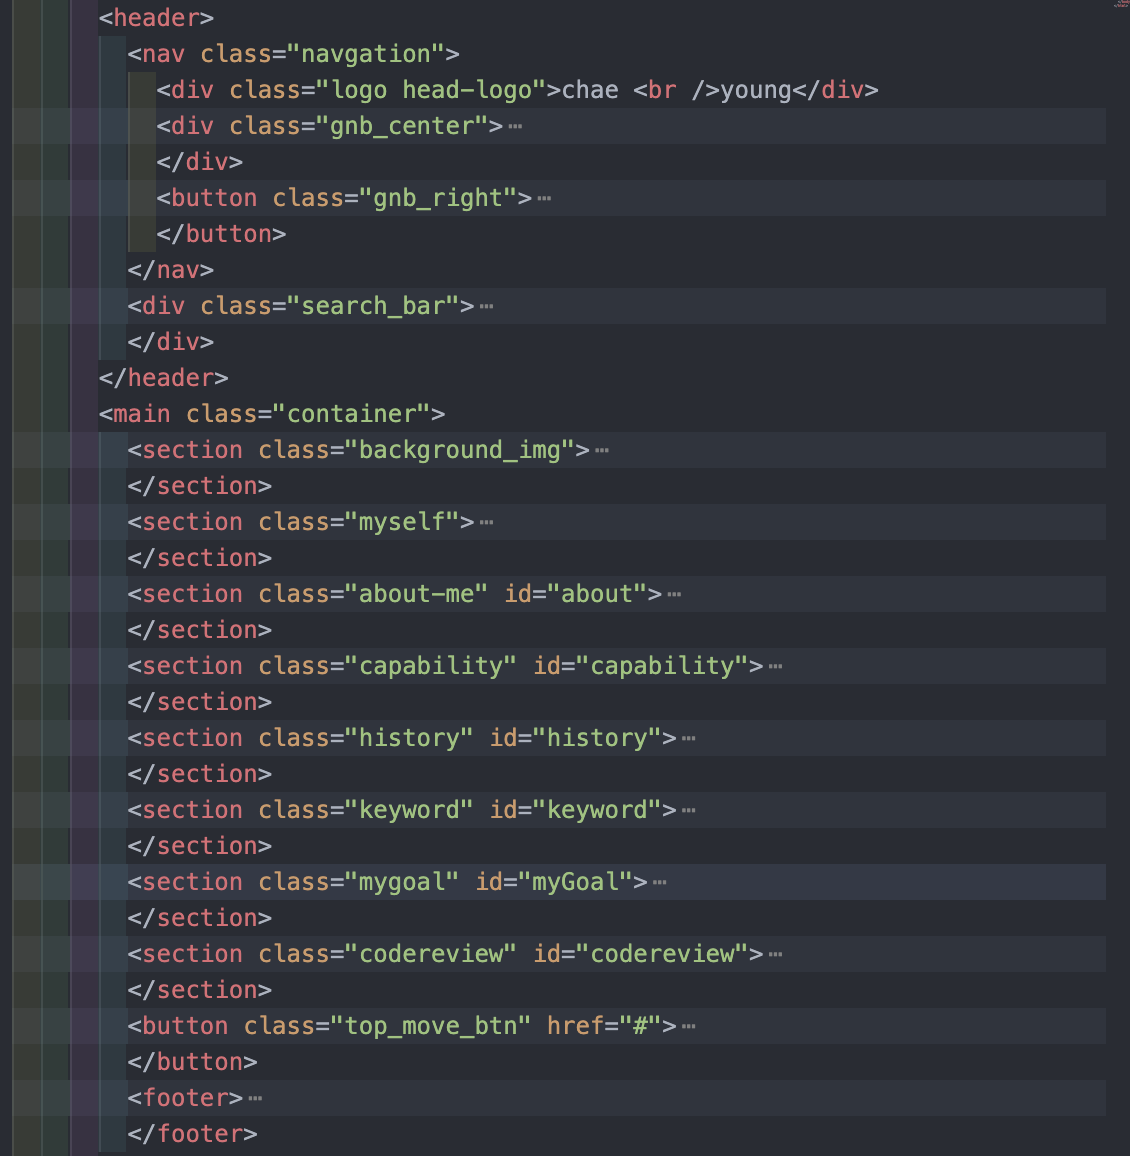 <header>
<nav class="navgation">
<div class="logo head-logo">chae <br />young</div>
<div class="gnb_center">…
</div>
<button class="gnb_right">…
</button>
</nav>
<div class="search_bar">…
</div>
</header>
<main class="container">
<section class="background_img">…
</section>
<section class="myself">…
</section>
<section class="about-me" id="about">…
</section>
<section class="capability" id="capability">…
</section>
<section class="history" id="history">…
</section>
<section class="keyword" id="keyword">…
</section>
<section class="mygoal" id="myGoal">…
</section>
<section class="codereview" id="codereview">…
</section>
<button class="top_move_btn" href="#">…
</button>
<footer>…
</footer>